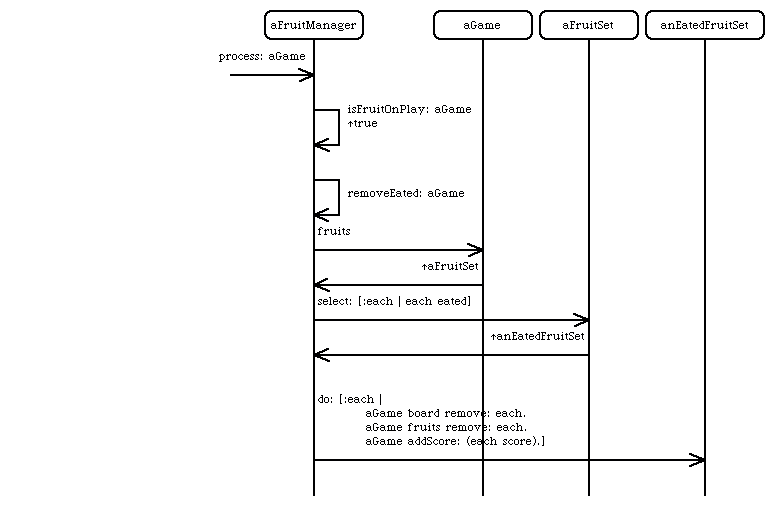 aFruitManager aGame aFruitSet anEatedFruitSet
process: aGame
isFruitOnPlay: aGame
↑true
removeEated: aGame
fruits
↑aFruitSet
select: [:each | each eated]
↑anEatedFruitSet
do: [:each |
aGame board remove: each.
aGame fruits remove: each.
aGame addScore: (each score).]